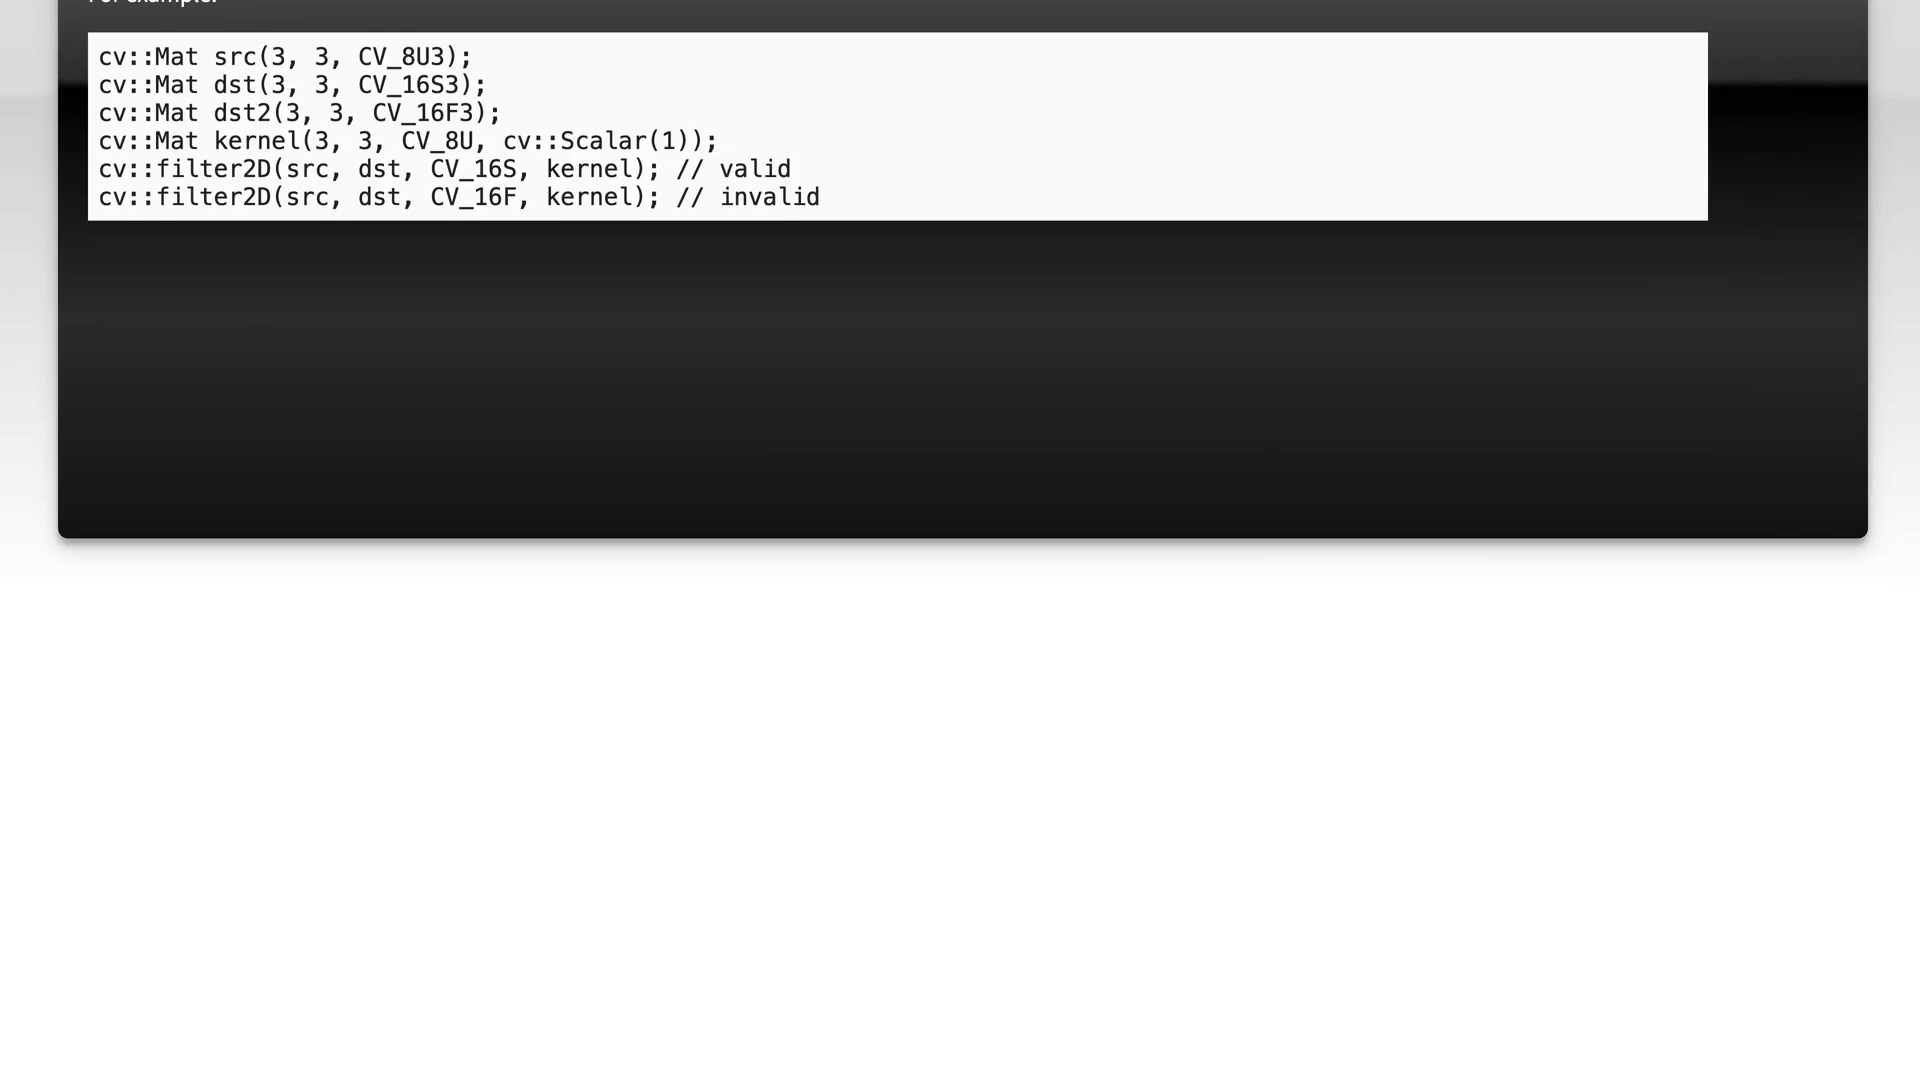 For example:
cv::Mat src(3, 3, CV_8U3);
cv::Mat dst(3, 3, CV_16S3);
cv::Mat dst2(3, 3, CV_16F3);
cv::Mat kernel(3, 3, CV_8U, cv::Scalar(1));
cv::filter2D(src, dst, CV_16S, kernel); // valid
cv::filter2D(src, dst, CV_16F, kernel); // invalid